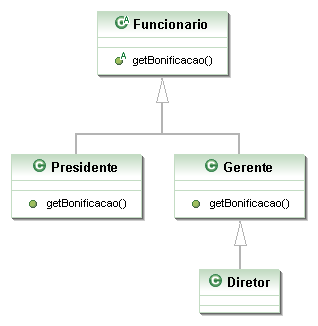 Funcionario
getBonificacao()
Presidente
getBonificacao()
Gerente
getBonificacao()
Diretor